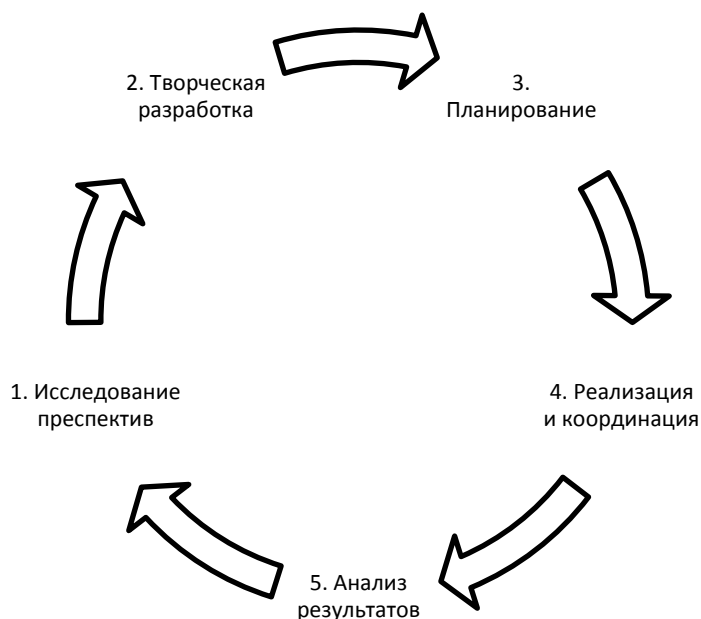 1. Исследование
преспектив
2. Творческая
разработка
3.
Планирование
4. Реализация
и координация
5. Анализ
результатов